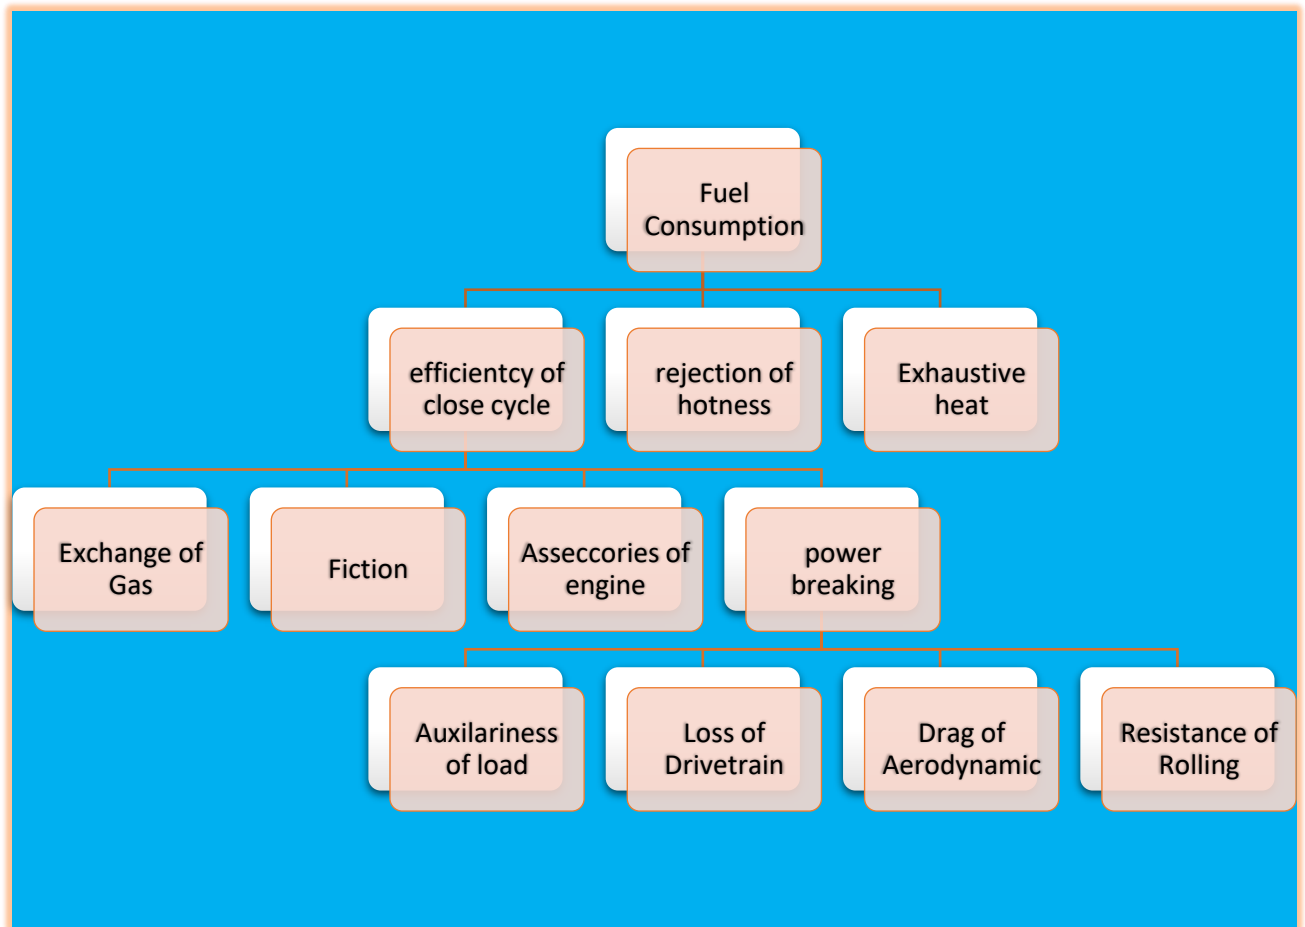 Fuel
Consumption
efficientcy of
close cycle
rejection of
hotness
Exhaustive
heat
Exchange of
Gas
Fiction
Asseccories of
engine
power
breaking
Auxilariness
of load
Loss of
Drivetrain
Drag of
Aerodynamic
Resistance of
Rolling